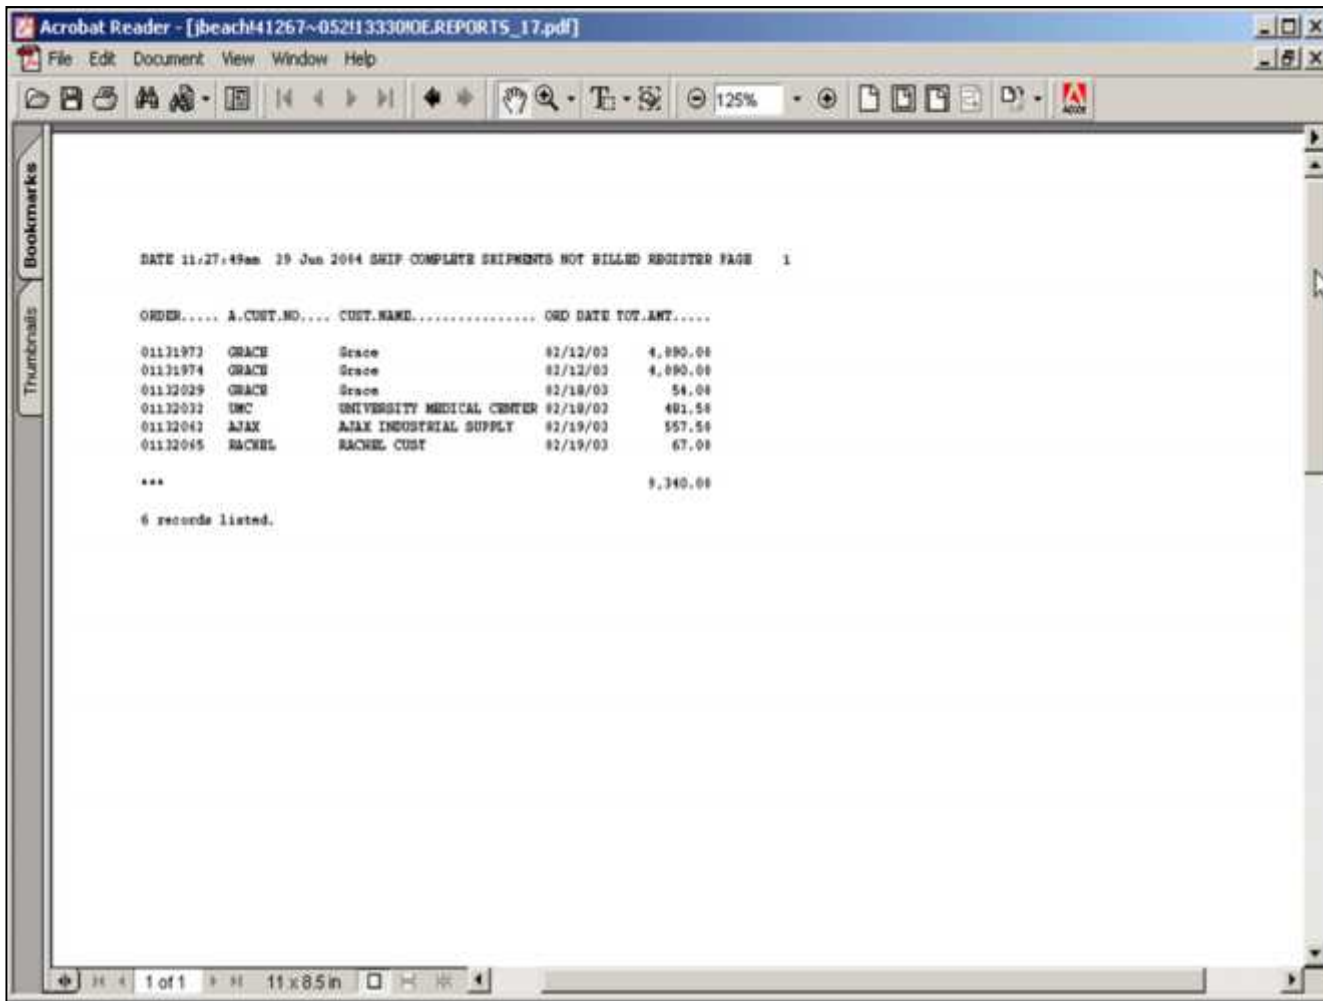 Acrobat Reader - [jbeach!41267~052!13330!OE.REPORTS_17.pdf]
File Edit Document View Window Help
125%
Adobe
Bookmarks
Thumbnails
DATE 11:27:49am 29 Jun 2004 SHIP COMPLETE SHIPMENTS NOT BILLED REGISTER PAGE 1
ORDER..... A.CUST.NO.... CUST.NAME................ ORD DATE TOT.AMT.....
01131973 GRACE Grace 02/12/03 4,090.00
01131974 GRACE Grace 02/12/03 4,090.00
01132029 GRACE Grace 02/18/03 54.00
01132032 UMC UNIVERSITY MEDICAL CENTER 02/18/03 481.50
AJAX AJAX INDUSTRIAL SUPPLY 02/19/03 557.50
01132065 RACHEL RACHEL CUST 02/19/03 67.00
*** 9,340.00
6 records listed.
1 of 1 11 x 8.5 in